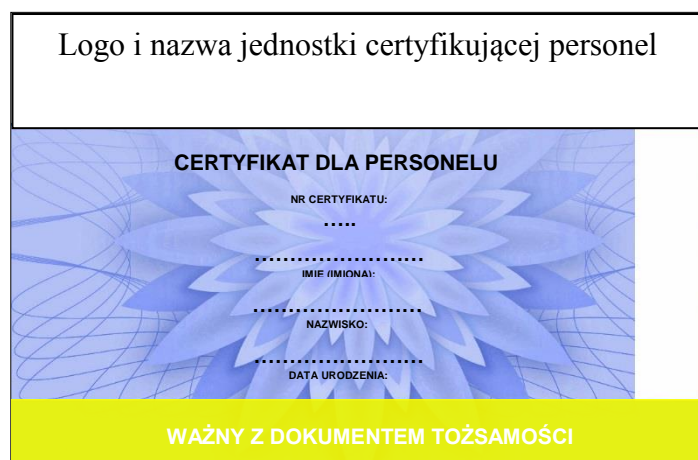 Logo i nazwa jednostki certyfikującej personel
CERTYFIKAT DLA PERSONELU
NR CERTYFIKATU:
.....
........................
IMIĘ (IMIONA):
........................
NAZWISKO:
........................
DATA URODZENIA:
WAŻNY Z DOKUMENTEM TOŻSAMOŚCI